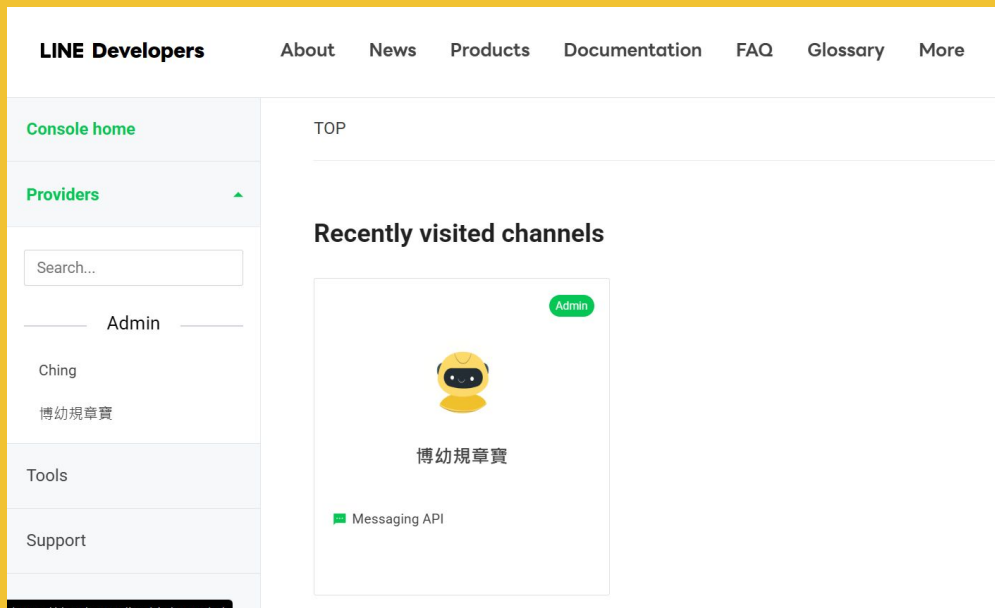 LINE Developers About News Products Documentation FAQ Glossary More
Console home
Providers
Search...
Admin
Ching
博幼規章寶
Tools
Support
TOP
Recently visited channels
Admin
博幼規章寶
Messaging API